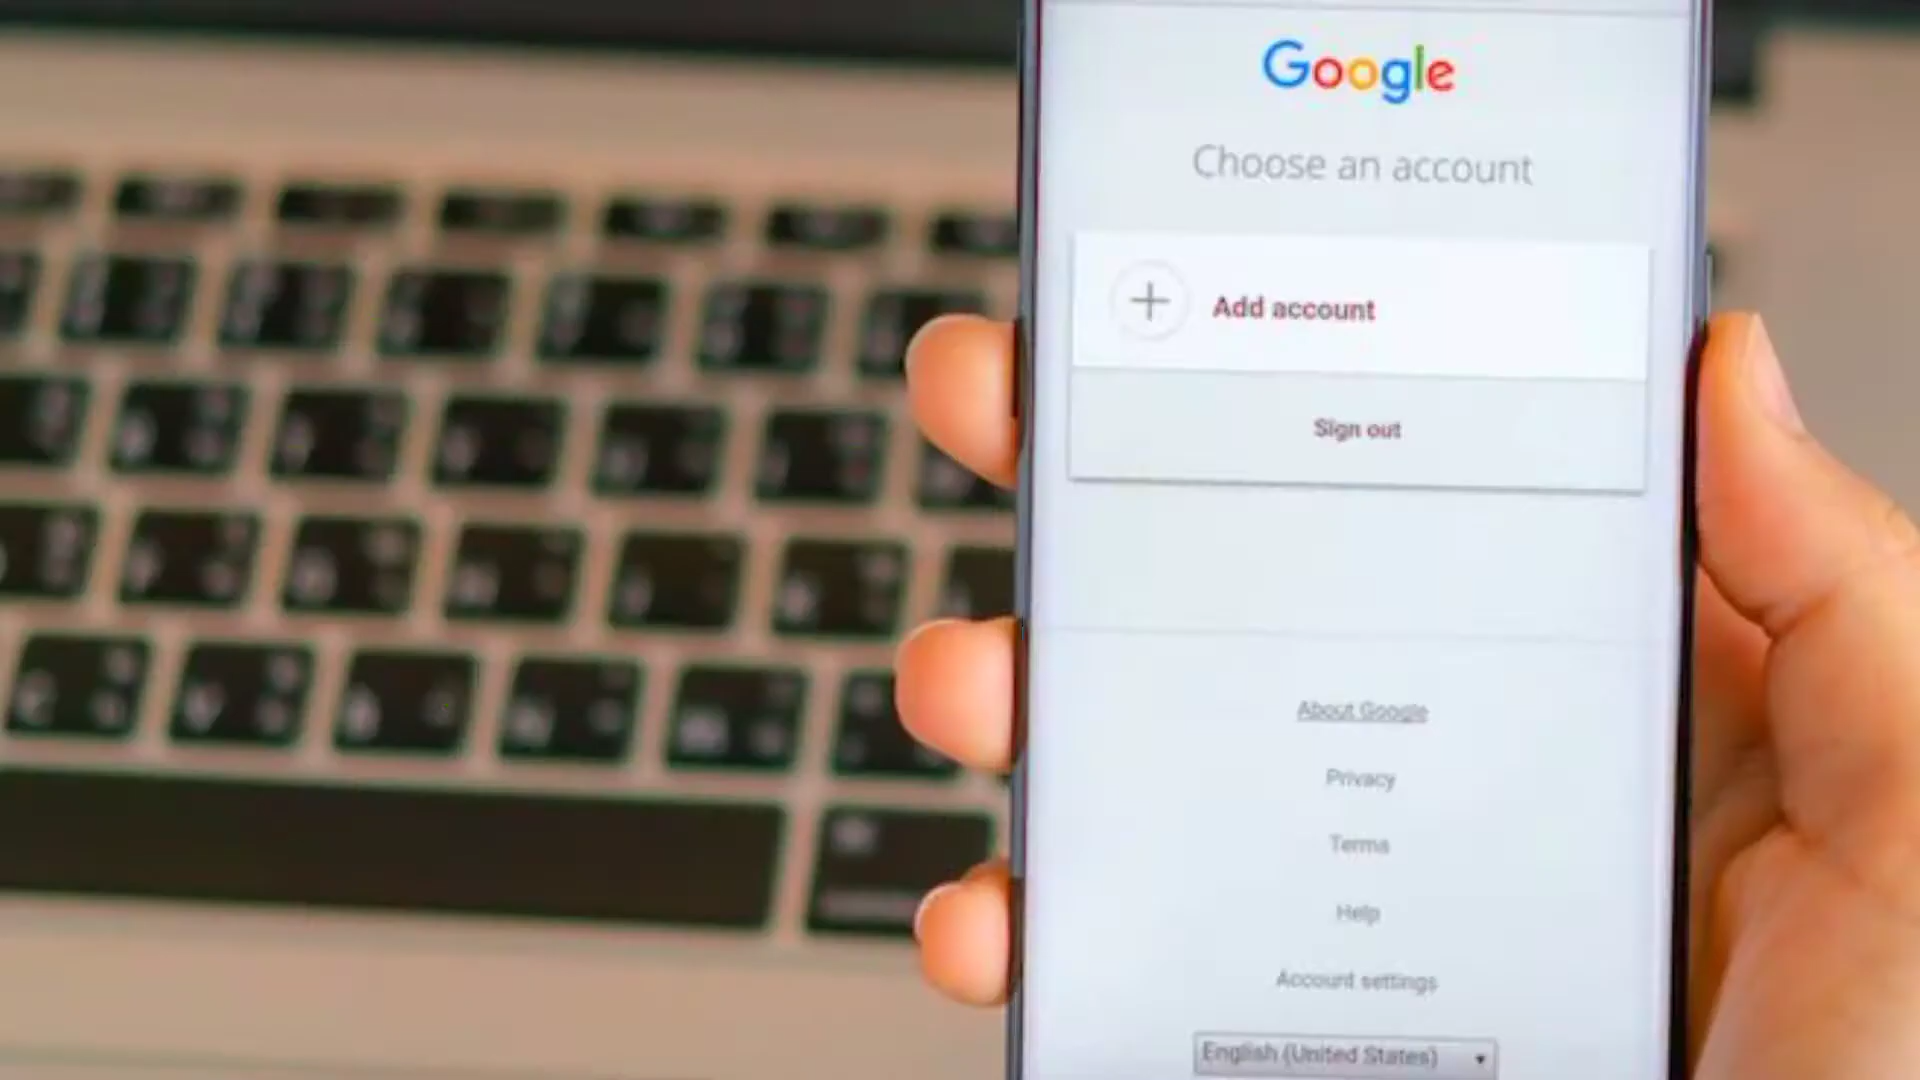 Google
Choose an account
Add account
Sign out
About Google
Privacy
Terms
Help
Account settings
English (United States)